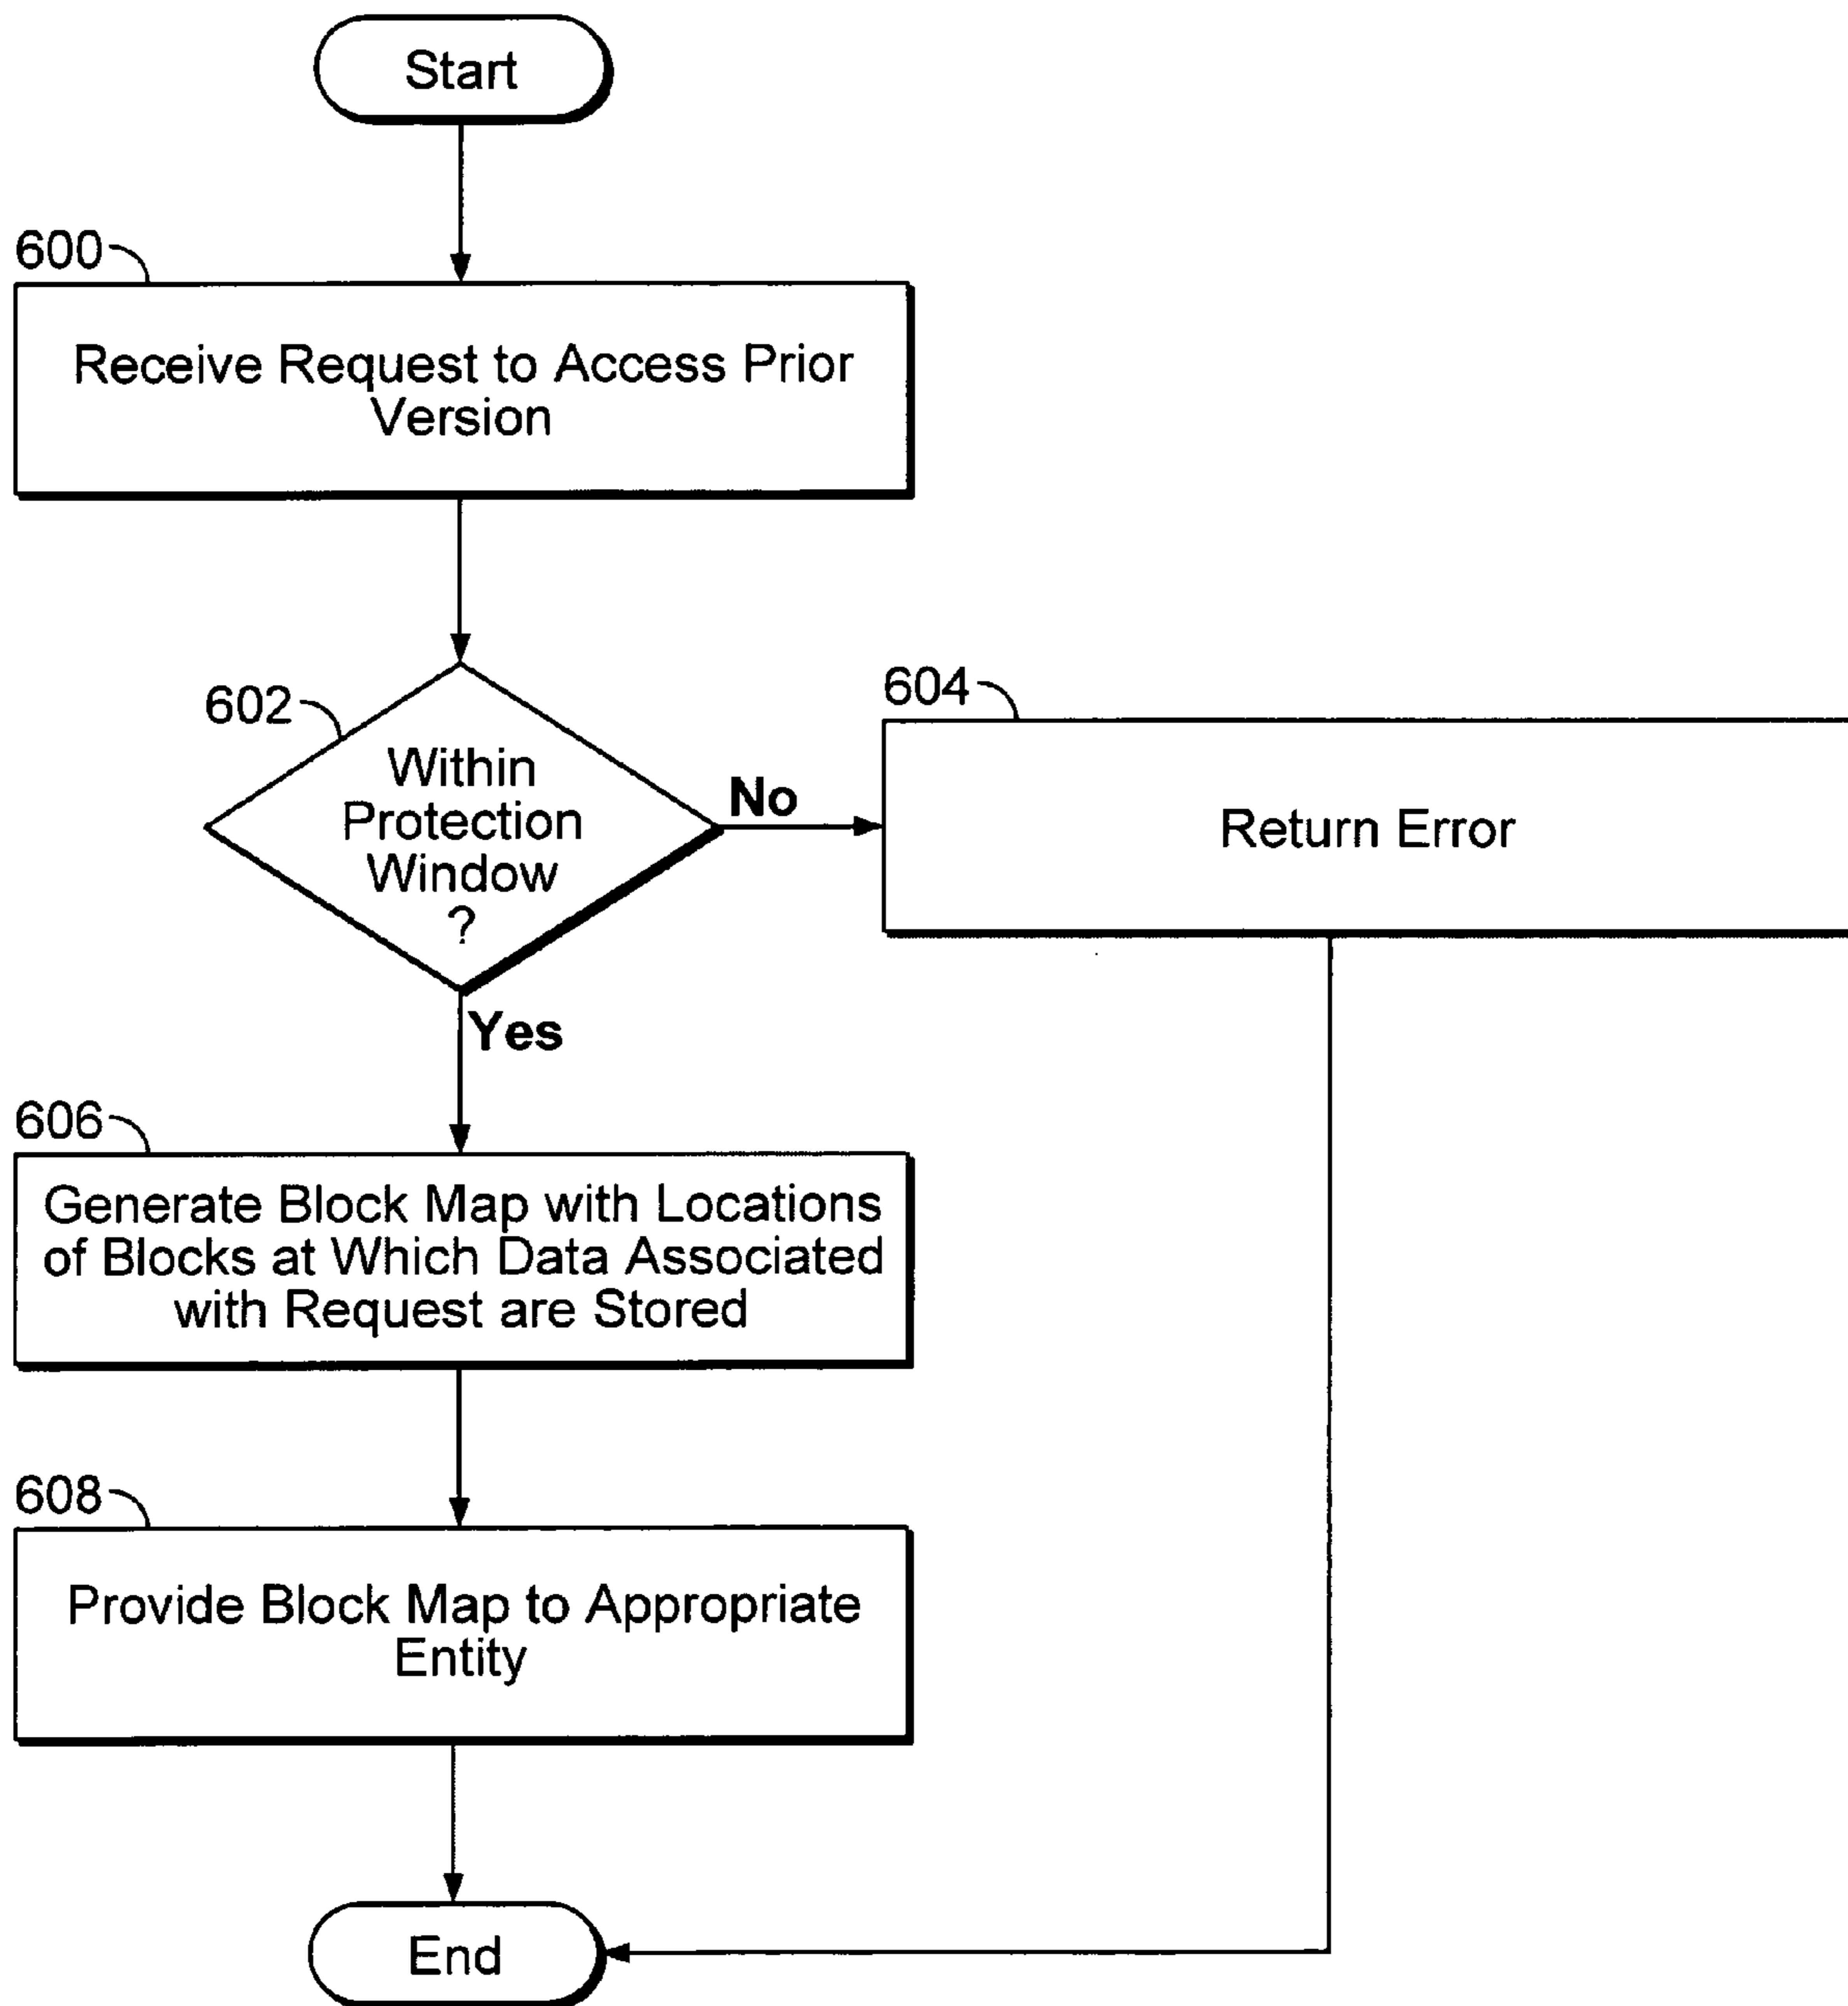 Start
600
Receive Request to Access Prior
Version
602
Within
Protection
Window
?
No
604
Return Error
Yes
606
Generate Block Map with Locations
of Blocks at Which Data Associated
with Request are Stored
608
Provide Block Map to Appropriate
Entity
End